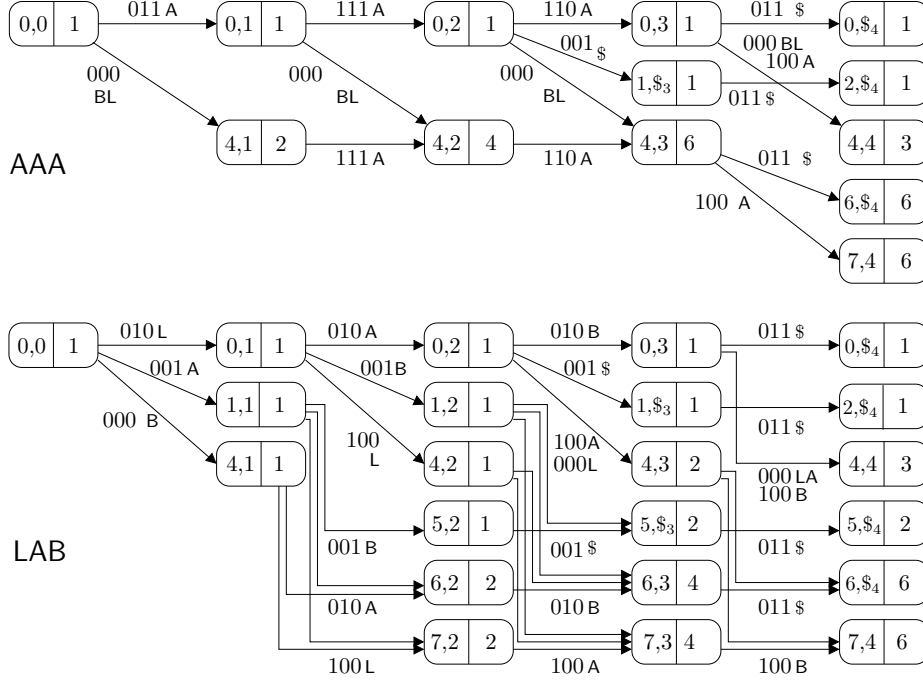 011 A 111 A 110 A 011 $
0,0 1 0,1 1 0,2 1 0,3 1 0,$₄ 1
001 $ 000 BL
000 000 000 100 A
1,$₃ 1 2,$₄ 1
BL BL BL 011 $
4,1 2 4,2 4 4,3 6 4,4 3
111 A 110 A 011 $
AAA
6,$₄ 6
100 A
7,4 6
010 L 010 A 010 B 011 $
0,0 1 0,1 1 0,2 1 0,3 1 0,$₄ 1
001 A 001 B 001 $
1,1 1 1,2 1 1,$₃ 1 2,$₄ 1
000 B 011 $
100 100 A
4,1 1 L 4,2 1 000 L 4,3 2 4,4 3
000 LA
100 B
5,2 1 5,$₃ 2 5,$₄ 2
LAB 001 B 001 $ 011 $
6,2 2 6,3 4 6,$₄ 6
010 A 010 B 011 $
7,2 2 7,3 4 7,4 6
100 L 100 A 100 B